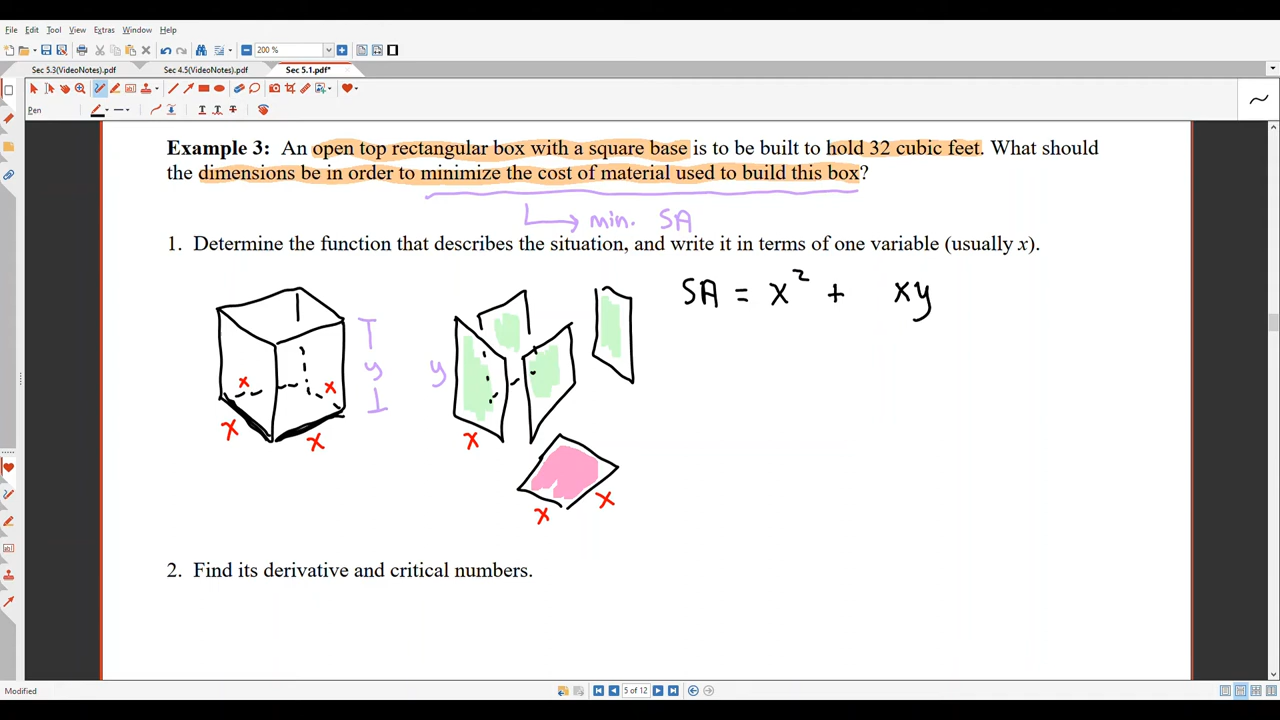 File Edit Tool View Extras Window Help
200 %
Sec 5.3(VideoNotes).pdf Sec 4.5(VideoNotes).pdf Sec 5.1.pdf*
Pen
Example 3: An open top rectangular box with a square base is to be built to hold 32 cubic feet. What should
the dimensions be in order to minimize the cost of material used to build this box?
min. SA
1. Determine the function that describes the situation, and write it in terms of one variable (usually x).
SA = x² + xy
y
y
x x
x x
x
x x
2. Find its derivative and critical numbers.
Modified
5 of 12